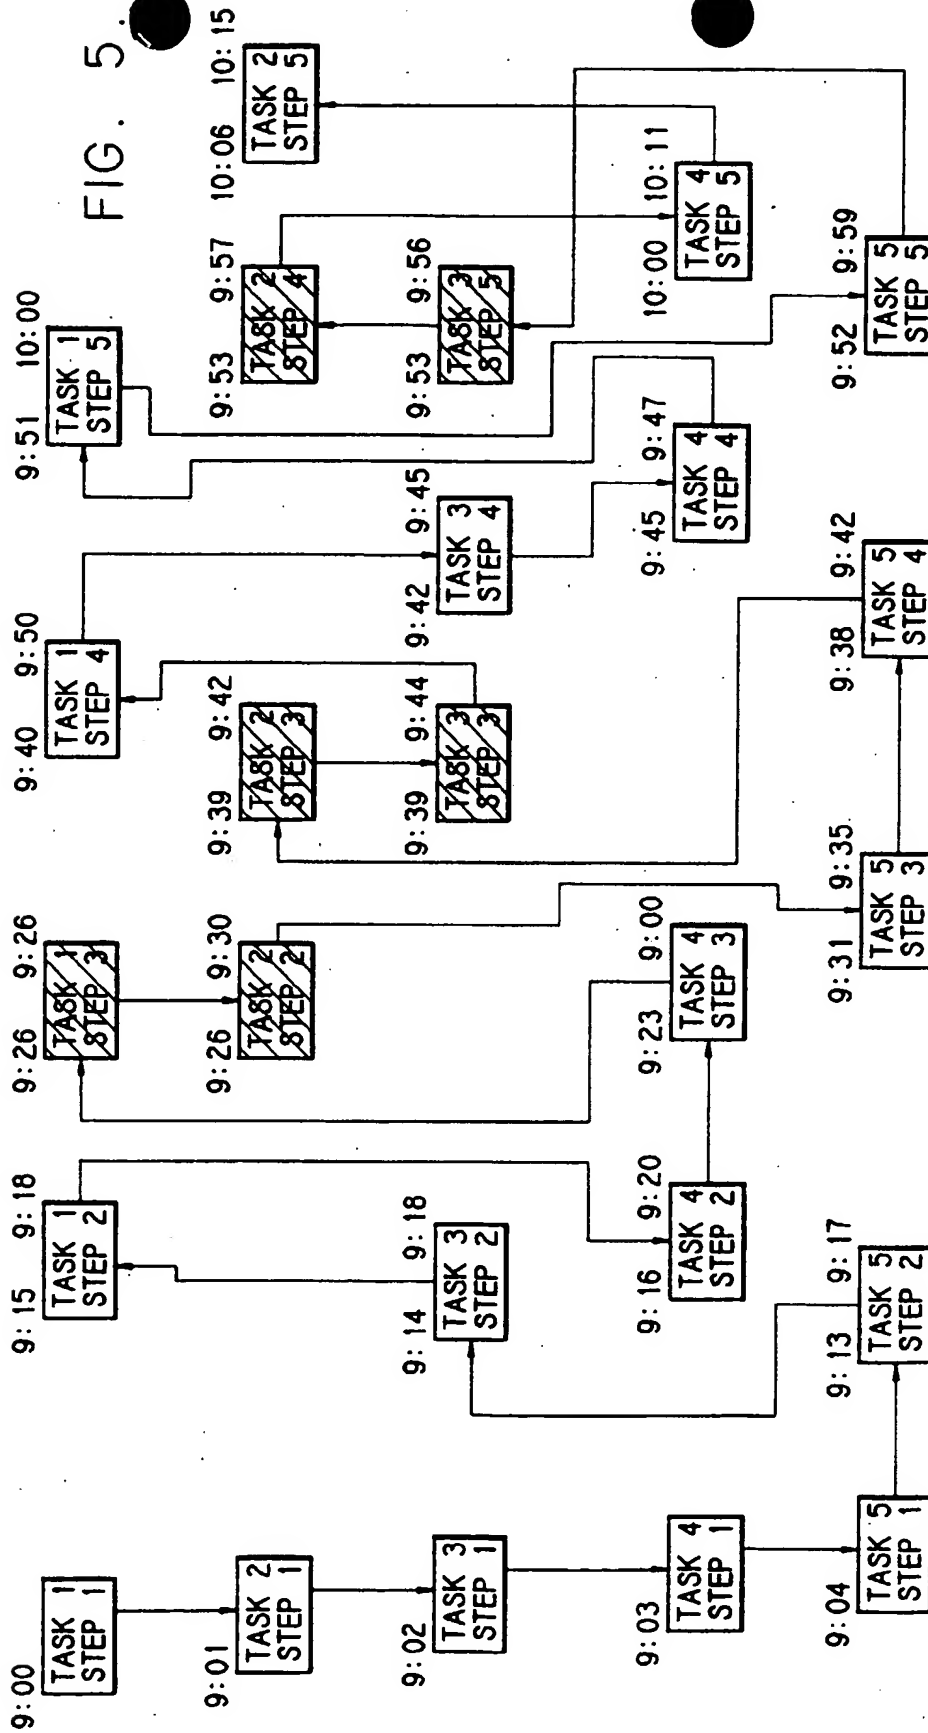 FIG. 5.
9:00
TASK 1
STEP 1
9:15 9:18
TASK 1
STEP 2
9:26 9:26
TASK 1
STEP 3
9:40 9:50
TASK 1
STEP 4
9:51 10:00
TASK 1
STEP 5
9:01
TASK 2
STEP 1
9:26 9:30
TASK 2
STEP 2
9:39 9:42
TASK 2
STEP 3
9:53 9:57
TASK 2
STEP 4
10:06 10:15
TASK 2
STEP 5
9:02
TASK 3
STEP 1
9:14 9:18
TASK 3
STEP 2
9:39 9:44
TASK 3
STEP 3
9:42 9:45
TASK 3
STEP 4
9:53 9:56
TASK 3
STEP 5
9:03
TASK 4
STEP 1
9:16 9:20
TASK 4
STEP 2
9:23 9:00
TASK 4
STEP 3
9:45 9:47
TASK 4
STEP 4
10:00 10:11
TASK 4
STEP 5
9:04
TASK 5
STEP 1
9:13 9:17
TASK 5
STEP 2
9:31 9:35
TASK 5
STEP 3
9:38 9:42
TASK 5
STEP 4
9:52 9:59
TASK 5
STEP 5